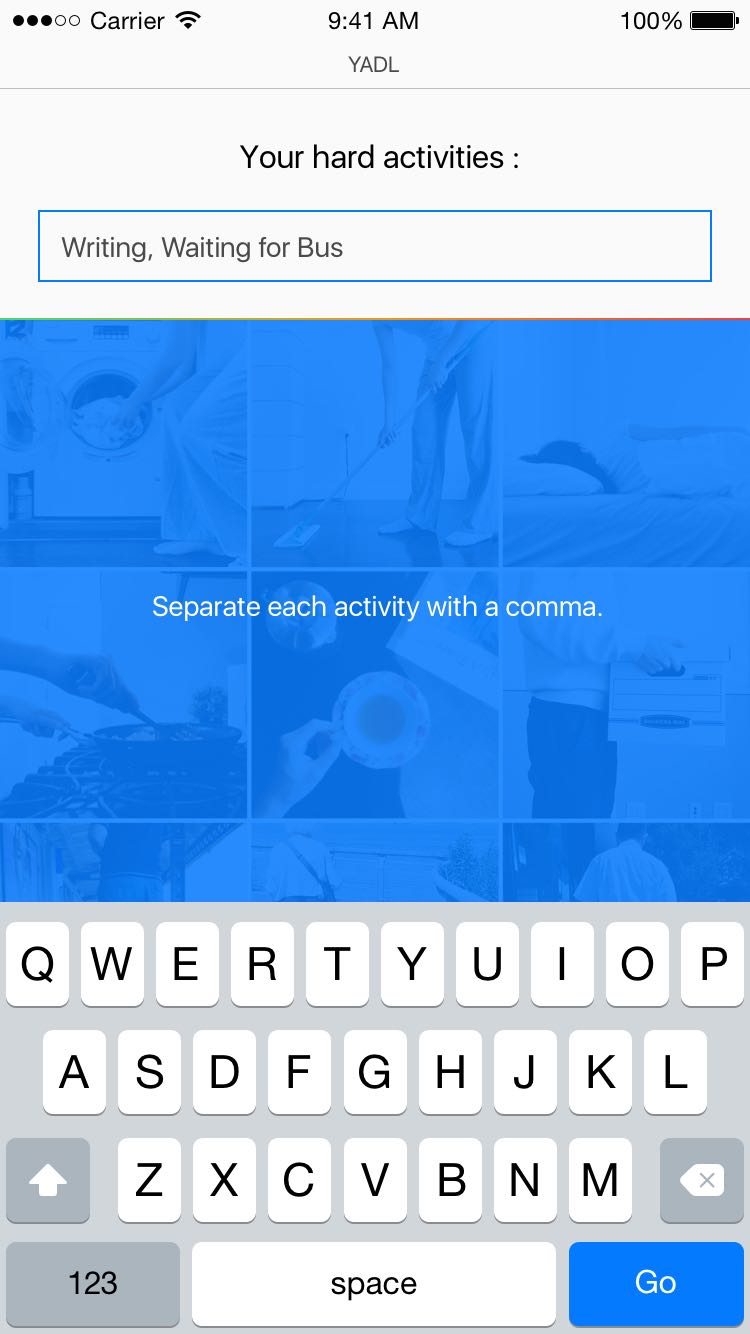 Carrier 9:41 AM 100%
YADL
Your hard activities :
Writing, Waiting for Bus
Separate each activity with a comma.
Q W E R T Y U I O P
A S D F G H J K L
Z X C V B N M
123 space Go